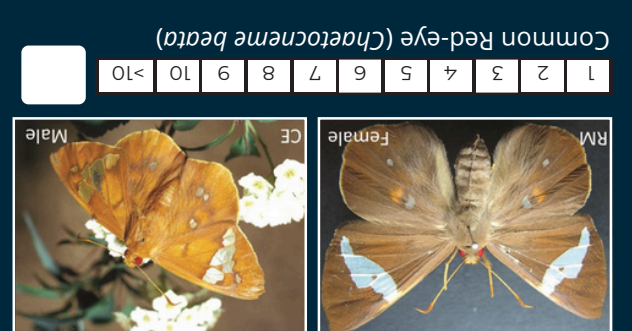 RM Female CE Male
1 2 3 4 5 6 7 8 9 10 >10
Common Red-eye (Chaetocneme beata)